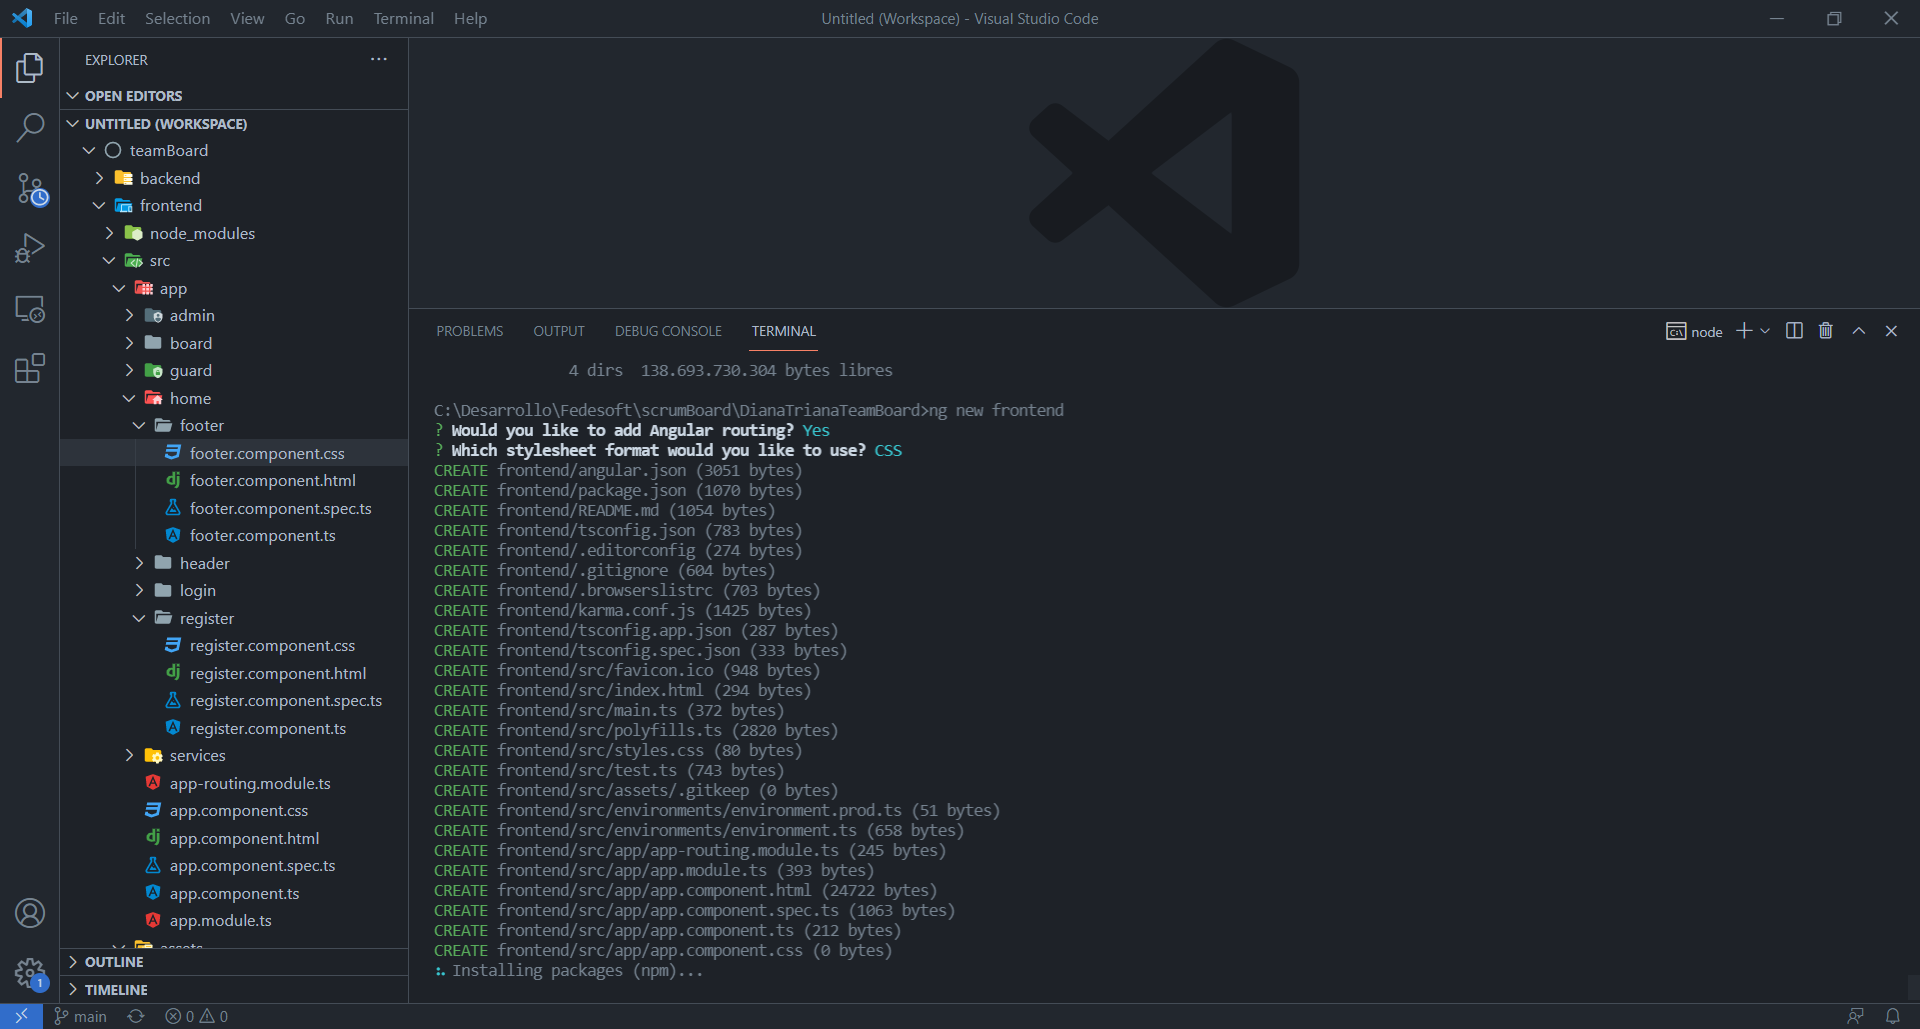 File Edit Selection View Go Run Terminal Help
Untitled (Workspace) - Visual Studio Code
EXPLORER
OPEN EDITORS
UNTITLED (WORKSPACE)
teamBoard
backend
frontend
node_modules
src
app
admin
board
guard
home
footer
footer.component.css
footer.component.html
footer.component.spec.ts
footer.component.ts
header
login
register
register.component.css
register.component.html
register.component.spec.ts
register.component.ts
services
app-routing.module.ts
app.component.css
app.component.html
app.component.spec.ts
app.component.ts
app.module.ts
assets
OUTLINE
TIMELINE
PROBLEMS OUTPUT DEBUG CONSOLE TERMINAL
node
4 dirs 138.693.730.304 bytes libres
C:\Desarrollo\Fedesoft\scrumBoard\DianaTrianaTeamBoard>ng new frontend
? Would you like to add Angular routing? Yes
? Which stylesheet format would you like to use? CSS
CREATE frontend/angular.json (3051 bytes)
CREATE frontend/package.json (1070 bytes)
CREATE frontend/README.md (1054 bytes)
CREATE frontend/tsconfig.json (783 bytes)
CREATE frontend/.editorconfig (274 bytes)
CREATE frontend/.gitignore (604 bytes)
CREATE frontend/.browserslistrc (703 bytes)
CREATE frontend/karma.conf.js (1425 bytes)
CREATE frontend/tsconfig.app.json (287 bytes)
CREATE frontend/tsconfig.spec.json (333 bytes)
CREATE frontend/src/favicon.ico (948 bytes)
CREATE frontend/src/index.html (294 bytes)
CREATE frontend/src/main.ts (372 bytes)
CREATE frontend/src/polyfills.ts (2820 bytes)
CREATE frontend/src/styles.css (80 bytes)
CREATE frontend/src/test.ts (743 bytes)
CREATE frontend/src/assets/.gitkeep (0 bytes)
CREATE frontend/src/environments/environment.prod.ts (51 bytes)
CREATE frontend/src/environments/environment.ts (658 bytes)
CREATE frontend/src/app/app-routing.module.ts (245 bytes)
CREATE frontend/src/app/app.module.ts (393 bytes)
CREATE frontend/src/app/app.component.html (24722 bytes)
CREATE frontend/src/app/app.component.spec.ts (1063 bytes)
CREATE frontend/src/app/app.component.ts (212 bytes)
CREATE frontend/src/app/app.component.css (0 bytes)
Installing packages (npm)...
1
main 0 0